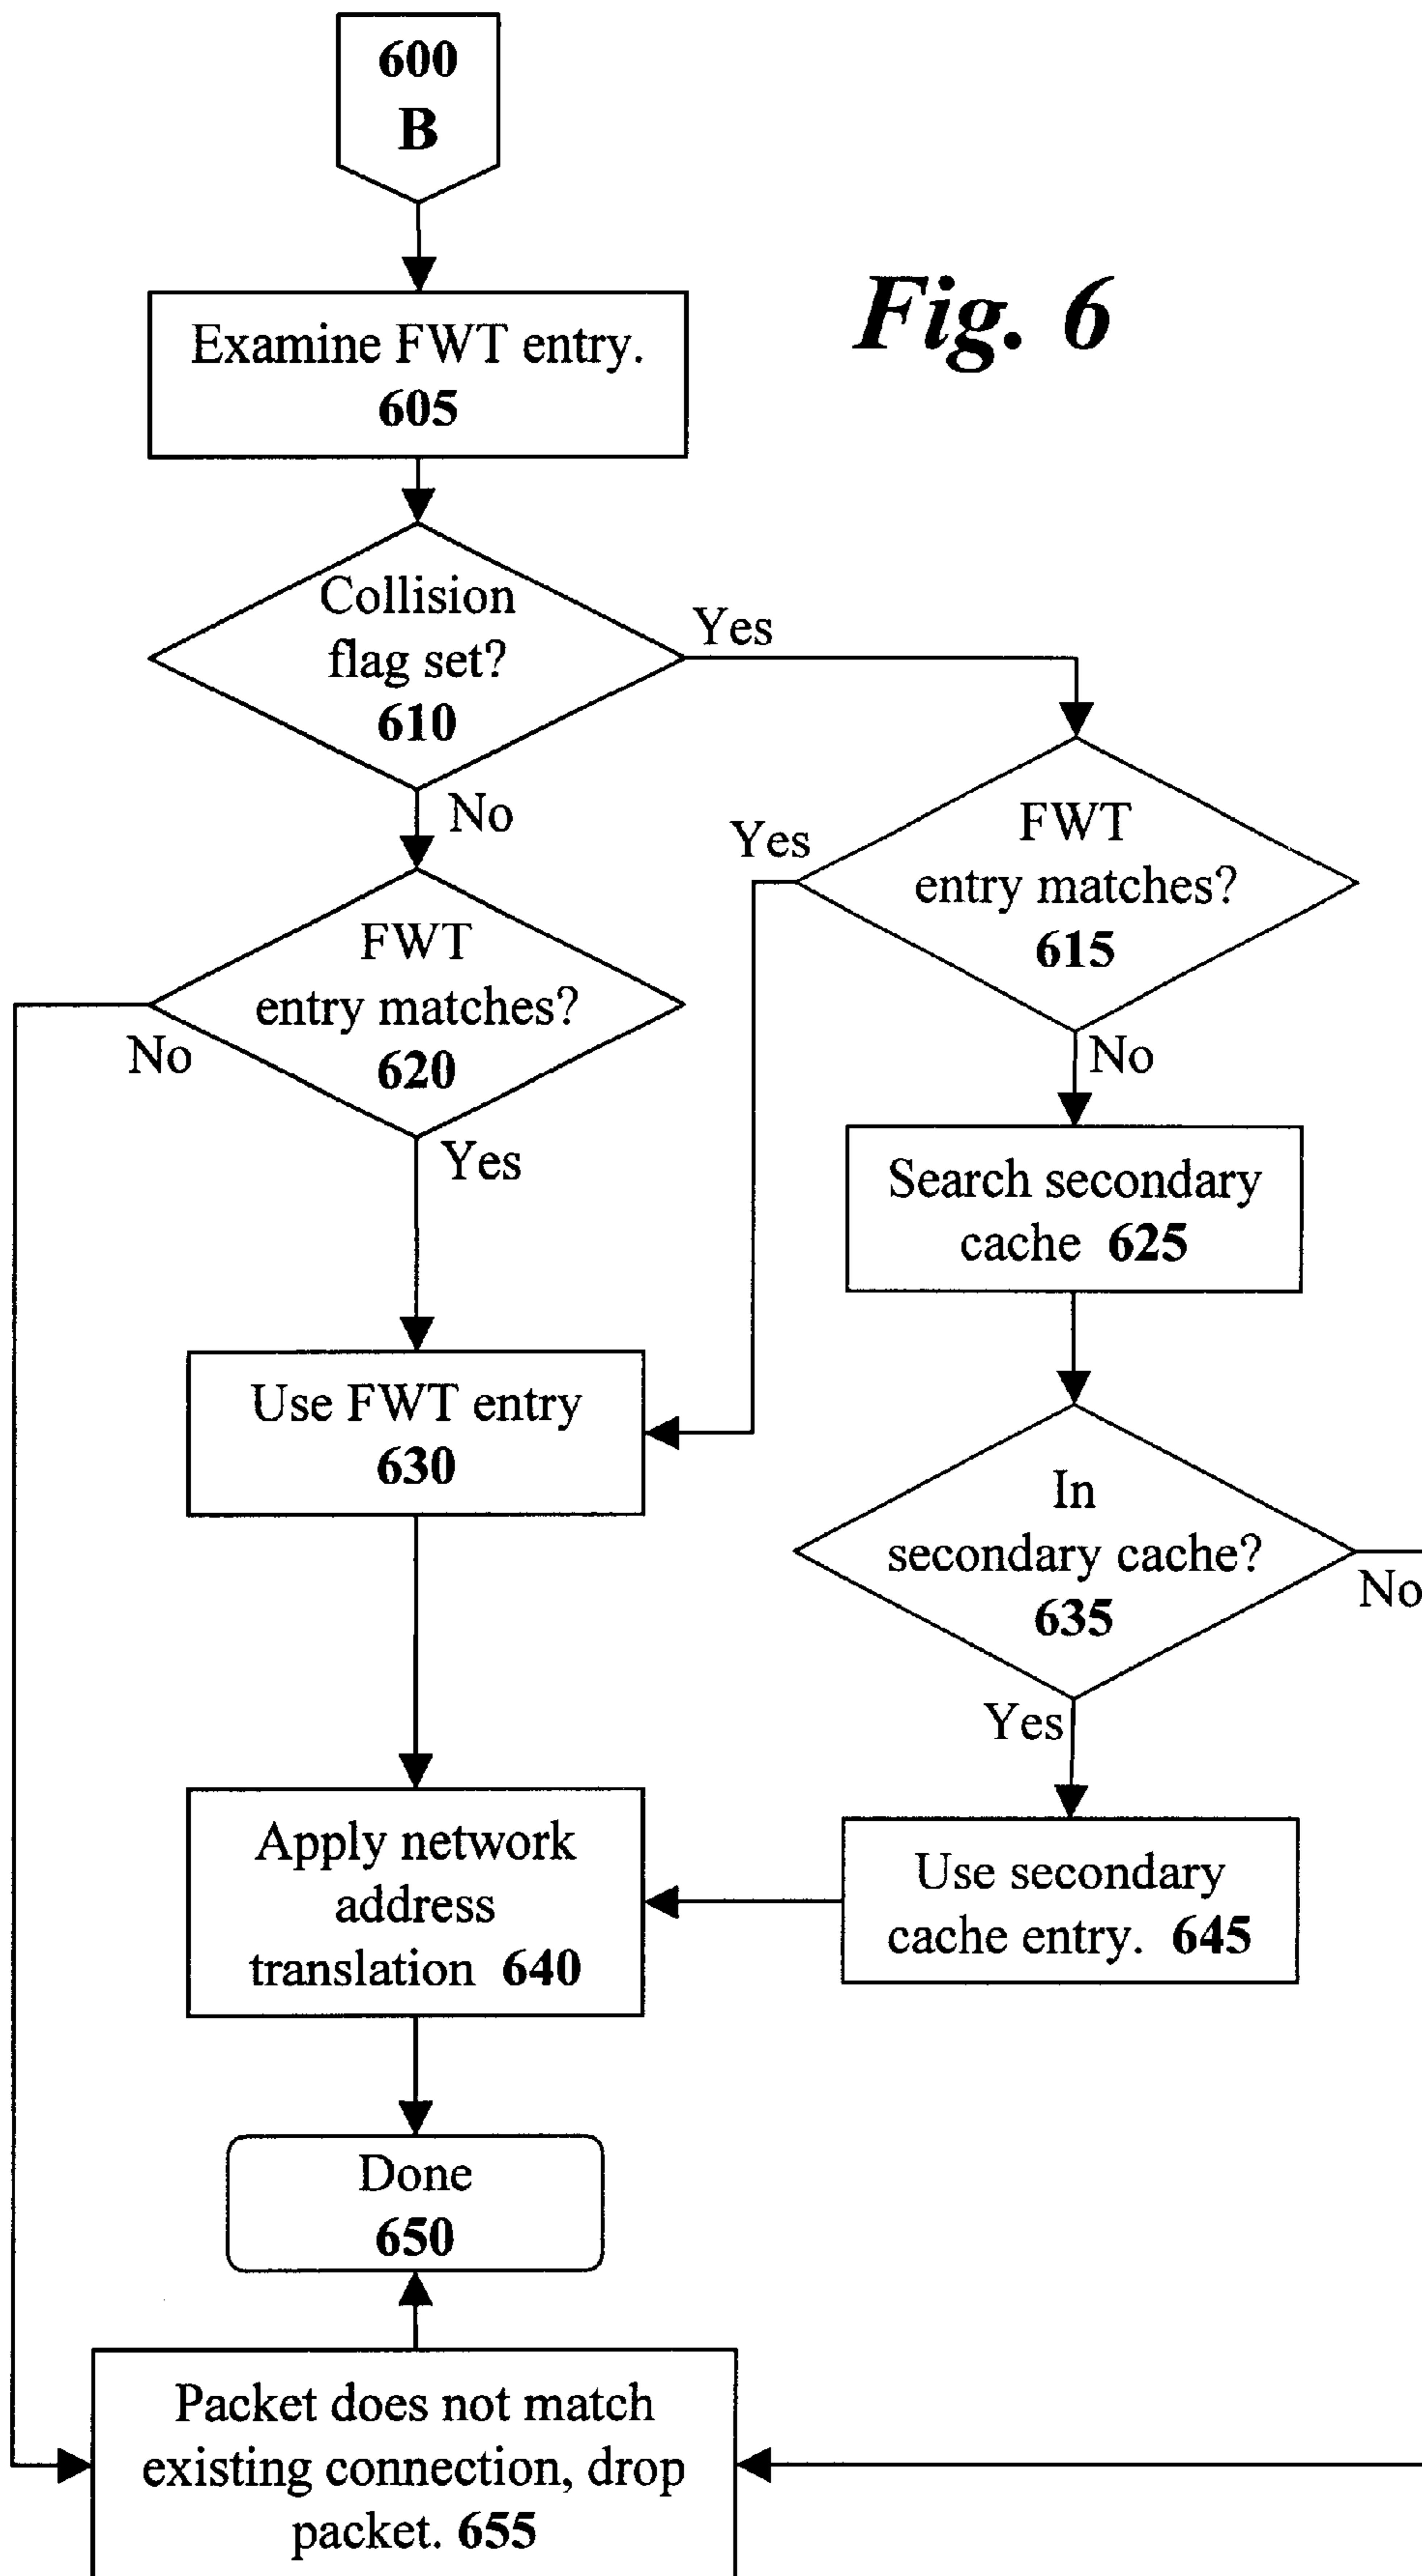 600
B
Fig. 6
Examine FWT entry.
605
Collision
flag set?
610
Yes
No
FWT
entry matches?
615
Yes
No
FWT
entry matches?
620
No
Yes
Search secondary
cache 625
Use FWT entry
630
In
secondary cache?
635
No
Yes
Apply network
address
translation 640
Use secondary
cache entry. 645
Done
650
Packet does not match
existing connection, drop
packet. 655